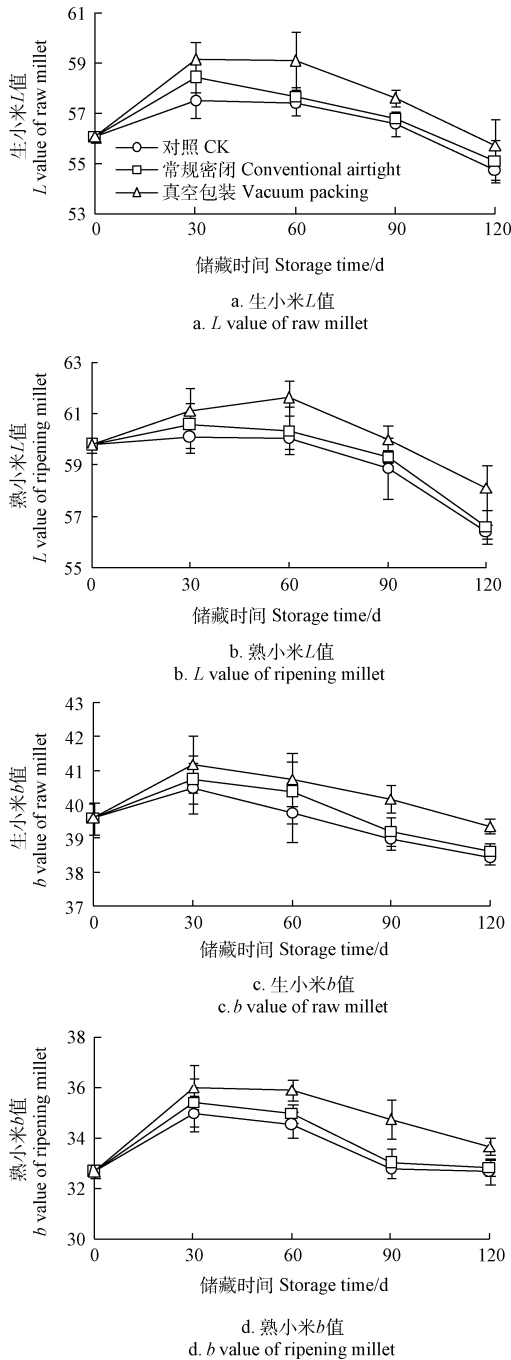 61
59
57
55
53
生小米L值
L value of raw millet
对照 CK
常规密闭 Conventional airtight
真空包装 Vacuum packing
0 30 60 90 120
储藏时间 Storage time/d
a. 生小米L值
a. L value of raw millet
63
61
59
57
55
熟小米L值
L value of ripening millet
0 30 60 90 120
储藏时间 Storage time/d
b. 熟小米L值
b. L value of ripening millet
43
42
41
40
39
38
37
生小米b值
b value of raw millet
0 30 60 90 120
储藏时间 Storage time/d
c. 生小米b值
c. b value of raw millet
38
36
34
32
30
熟小米b值
b value of ripening millet
0 30 60 90 120
储藏时间 Storage time/d
d. 熟小米b值
d. b value of ripening millet